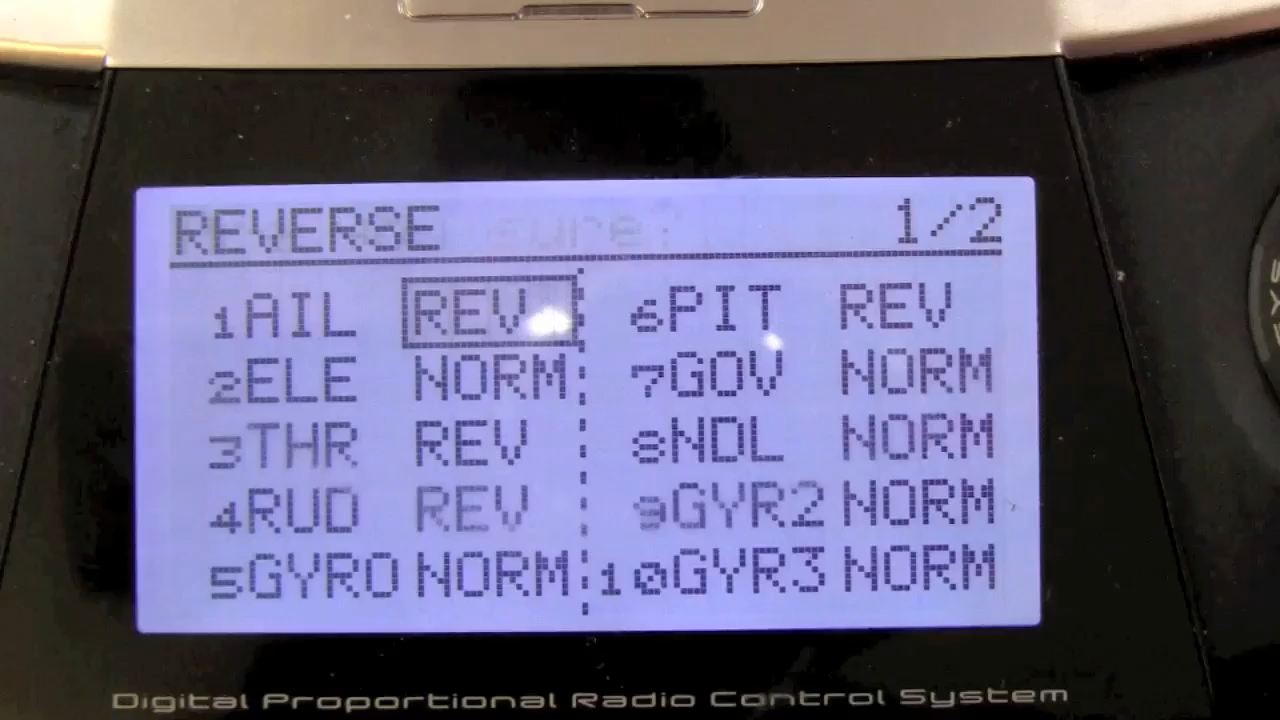 REVERSE 1/2
1AIL REV 6PIT REV
2ELE NORM 7GOV NORM
3THR REV 8NDL NORM
4RUD REV 9GYR2 NORM
5GYRO NORM 10GYR3 NORM
Digital Proportional Radio Control System